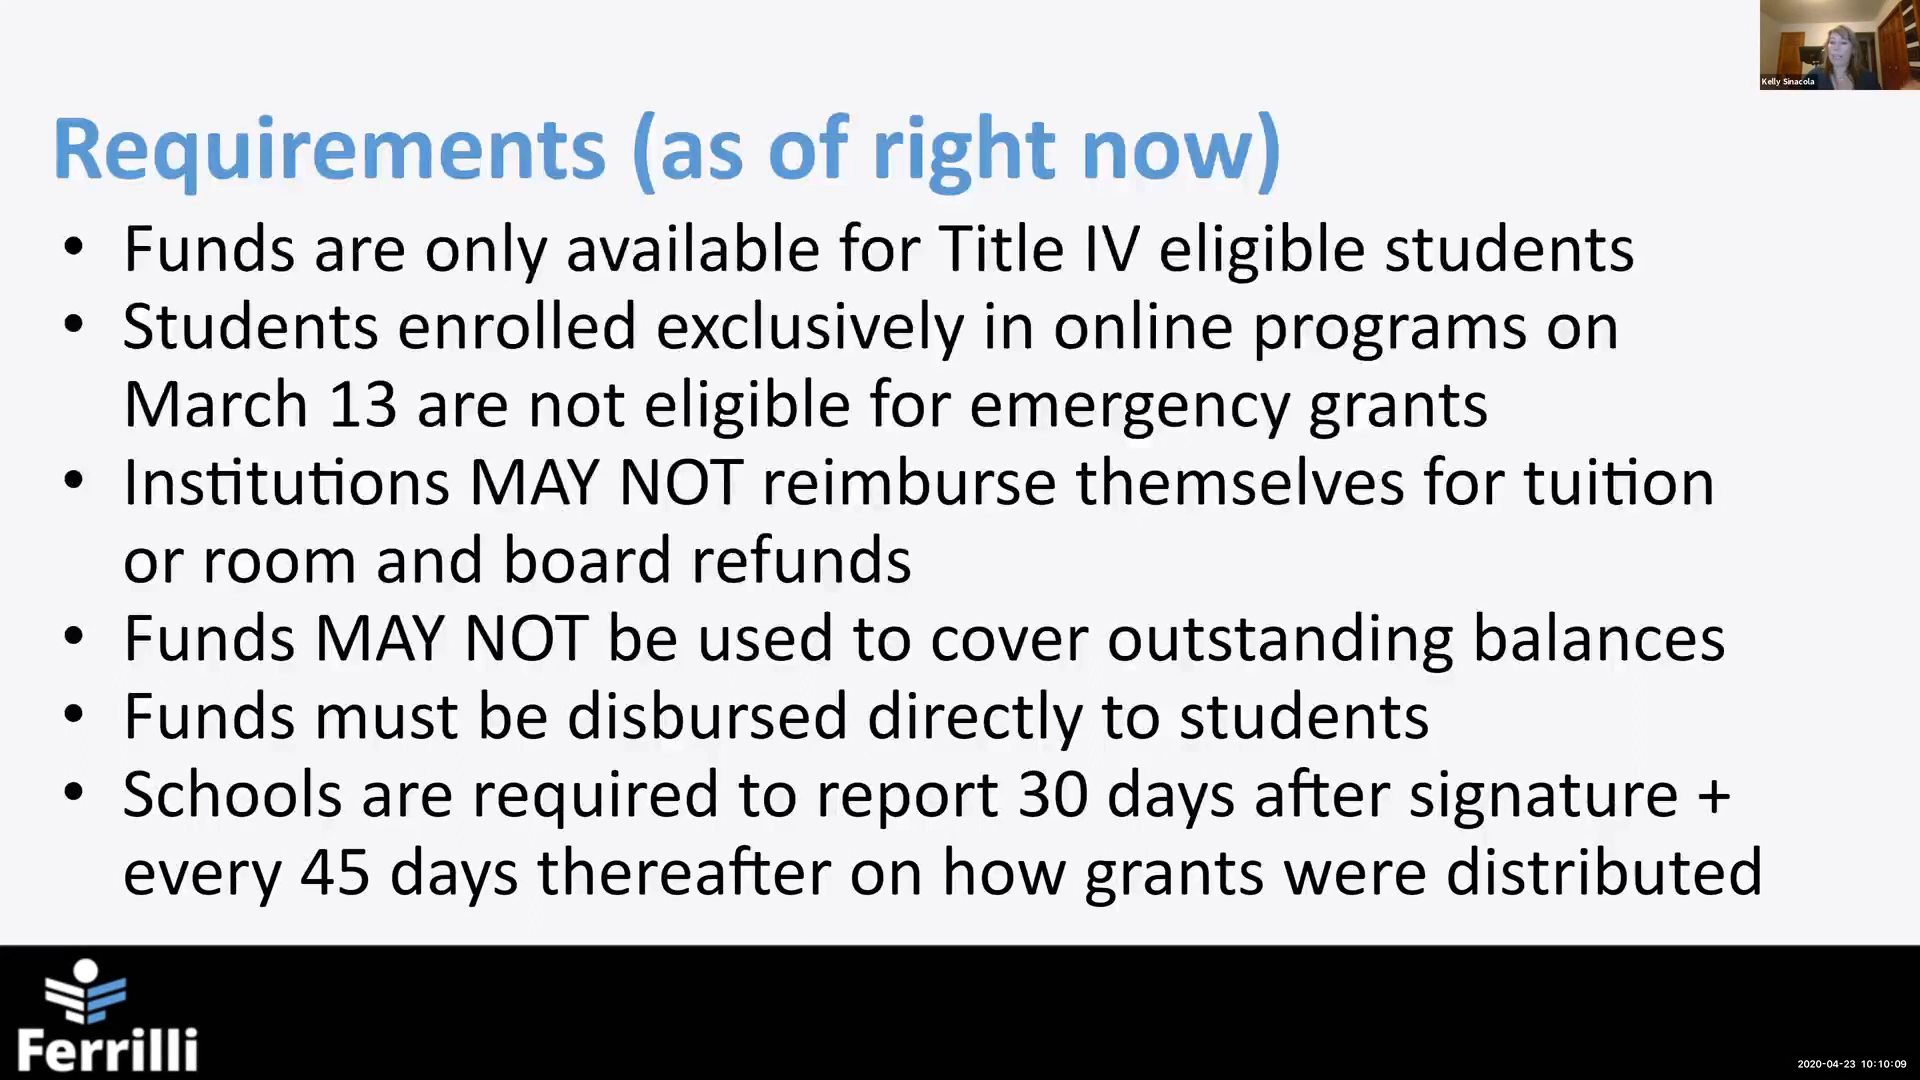 Kelly Sinacola
Requirements (as of right now)
• Funds are only available for Title IV eligible students
• Students enrolled exclusively in online programs on
March 13 are not eligible for emergency grants
• Institutions MAY NOT reimburse themselves for tuition
or room and board refunds
• Funds MAY NOT be used to cover outstanding balances
• Funds must be disbursed directly to students
• Schools are required to report 30 days after signature +
every 45 days thereafter on how grants were distributed
Ferrilli
2020-04-23 10:10:09